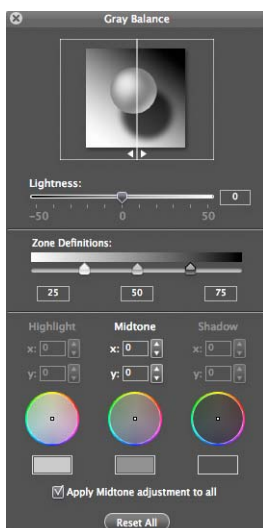 Gray Balance
Lightness:
0
-50 0 50
Zone Definitions:
25 50 75
Highlight Midtone Shadow
x: 0 x: 0 x: 0
y: 0 y: 0 y: 0
Apply Midtone adjustment to all
Reset All